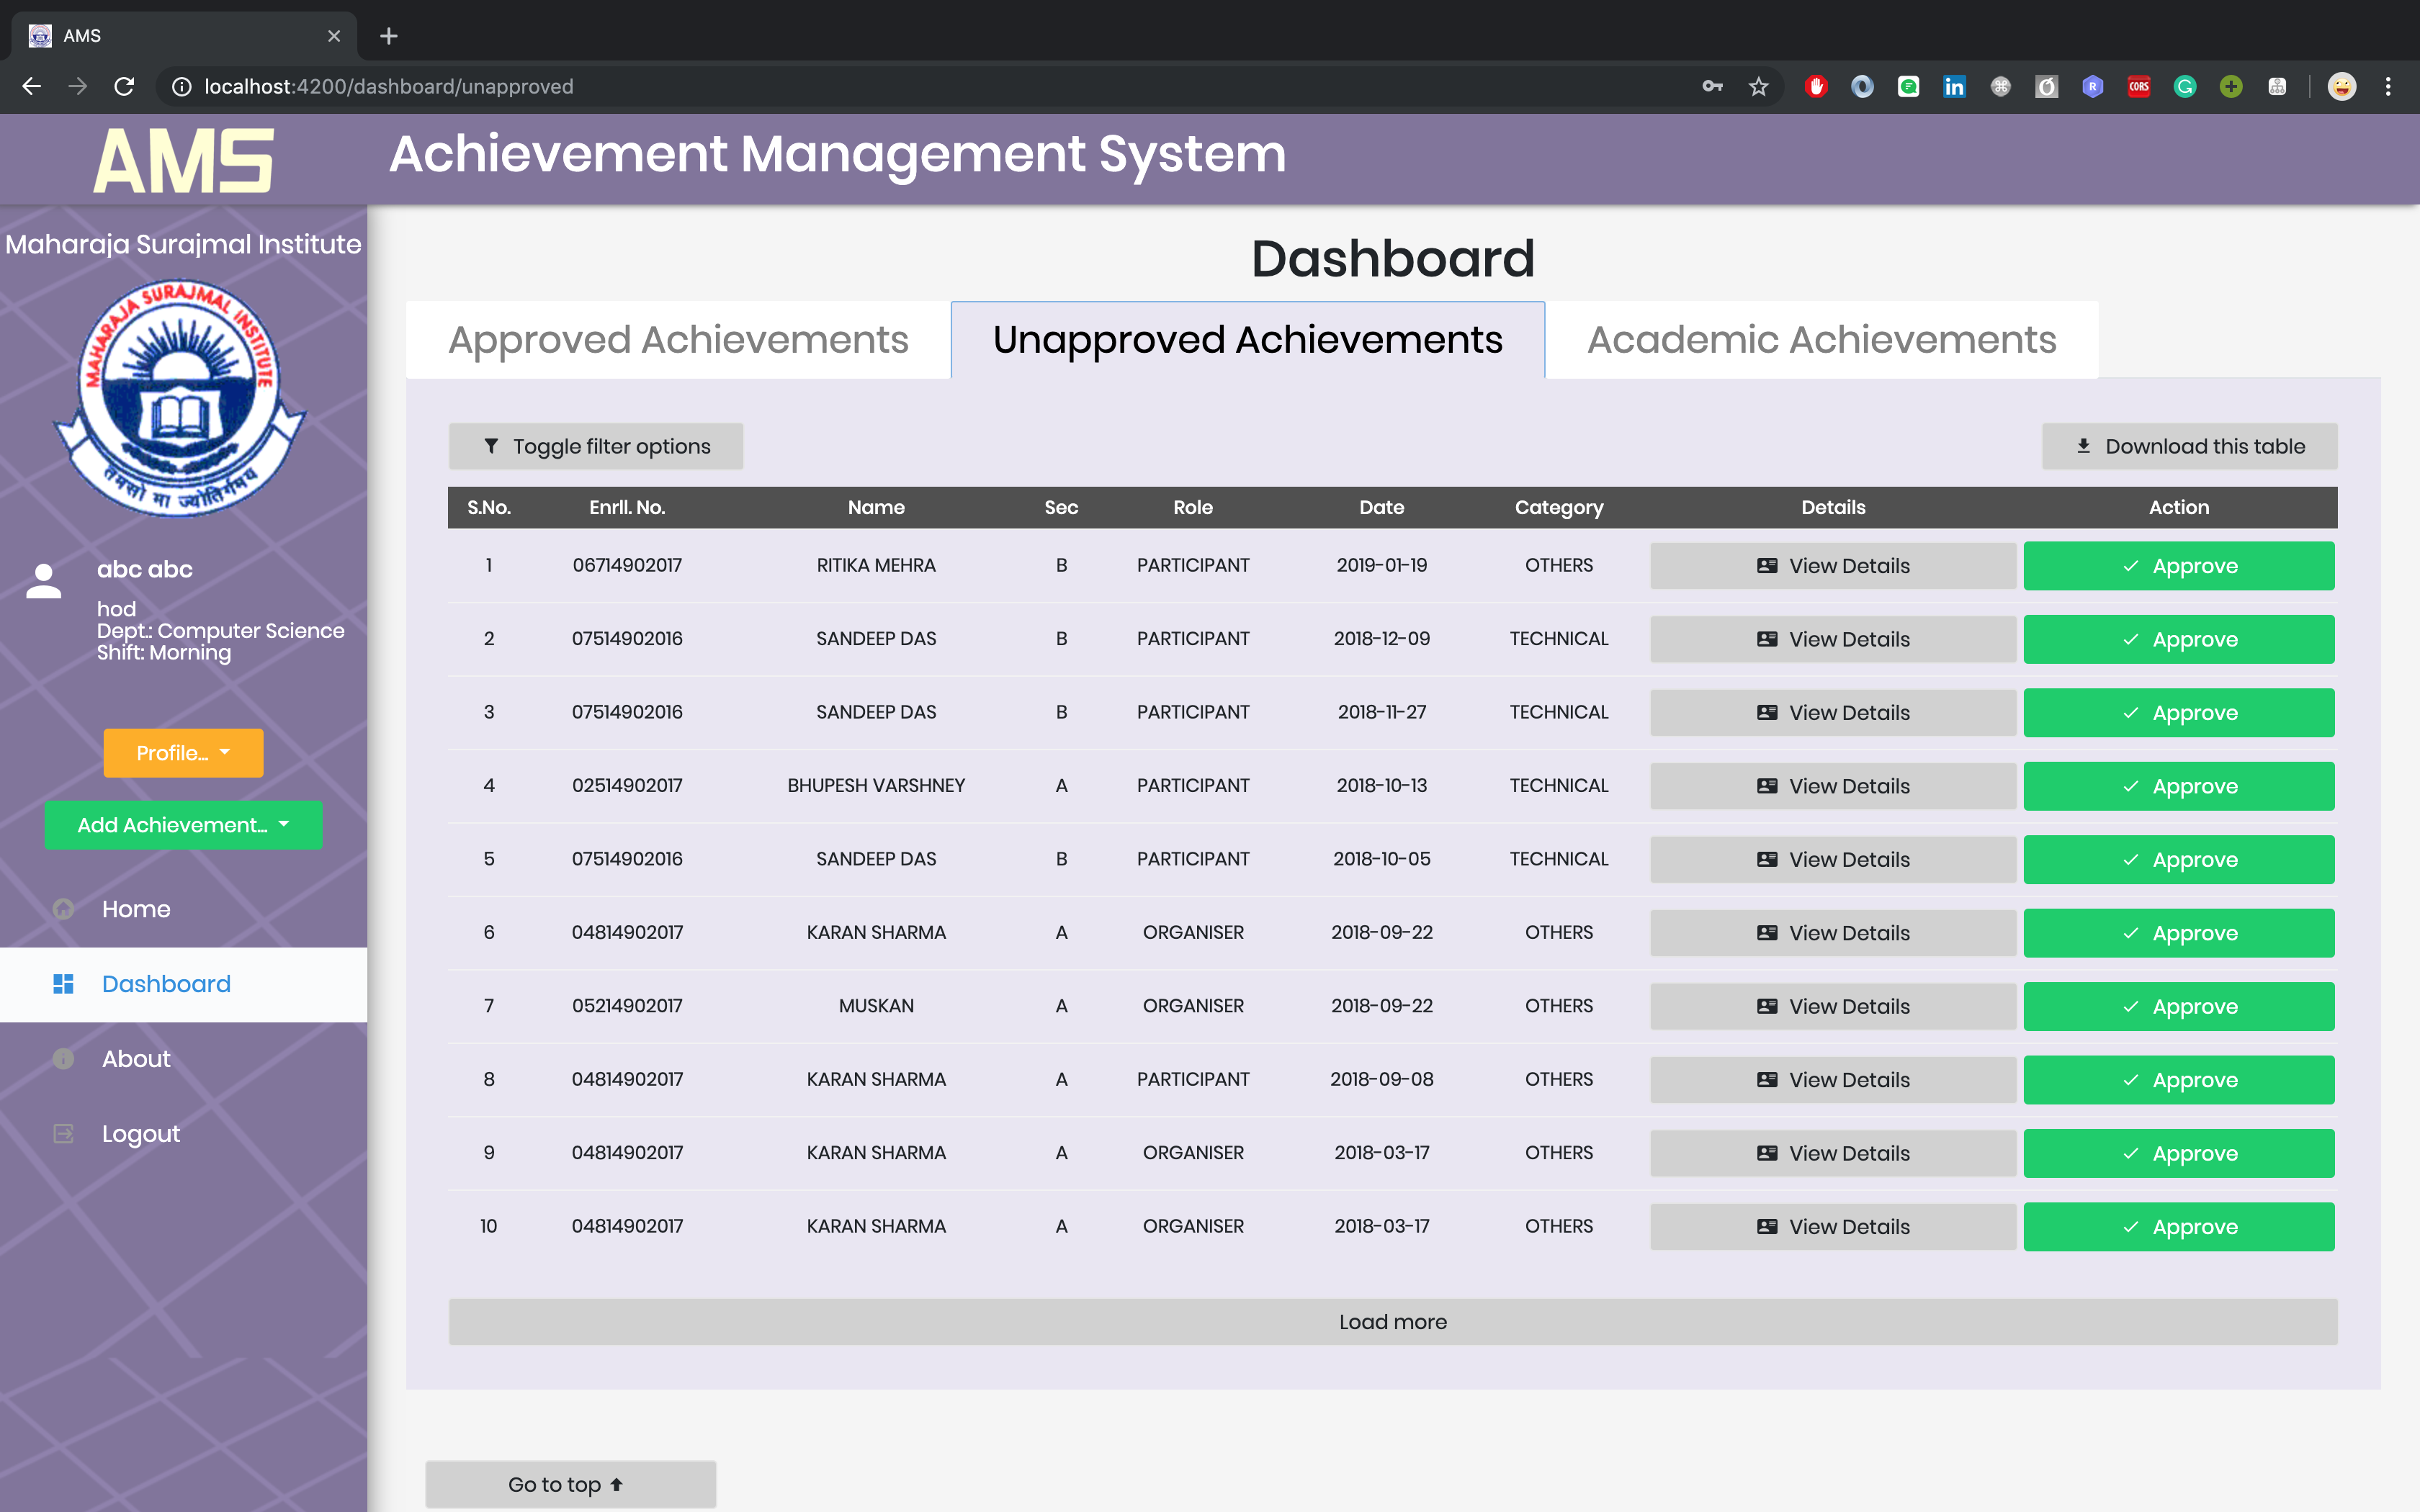 AMS
localhost:4200/dashboard/unapproved
AMS
Achievement Management System
Maharaja Surajmal Institute
MAHARAJA SURAJMAL INSTITUTE
तमसो मा ज्योतिर्गमय
abc abc
hod
Dept.: Computer Science
Shift: Morning
Profile...
Add Achievement...
Home
Dashboard
About
Logout
Dashboard
Approved Achievements Unapproved Achievements Academic Achievements
Toggle filter options Download this table
S.No. Enrll. No. Name Sec Role Date Category Details Action
1 06714902017 RITIKA MEHRA B PARTICIPANT 2019-01-19 OTHERS View Details Approve
2 07514902016 SANDEEP DAS B PARTICIPANT 2018-12-09 TECHNICAL View Details Approve
3 07514902016 SANDEEP DAS B PARTICIPANT 2018-11-27 TECHNICAL View Details Approve
4 02514902017 BHUPESH VARSHNEY A PARTICIPANT 2018-10-13 TECHNICAL View Details Approve
5 07514902016 SANDEEP DAS B PARTICIPANT 2018-10-05 TECHNICAL View Details Approve
6 04814902017 KARAN SHARMA A ORGANISER 2018-09-22 OTHERS View Details Approve
7 05214902017 MUSKAN A ORGANISER 2018-09-22 OTHERS View Details Approve
8 04814902017 KARAN SHARMA A PARTICIPANT 2018-09-08 OTHERS View Details Approve
9 04814902017 KARAN SHARMA A ORGANISER 2018-03-17 OTHERS View Details Approve
10 04814902017 KARAN SHARMA A ORGANISER 2018-03-17 OTHERS View Details Approve
Load more
Go to top